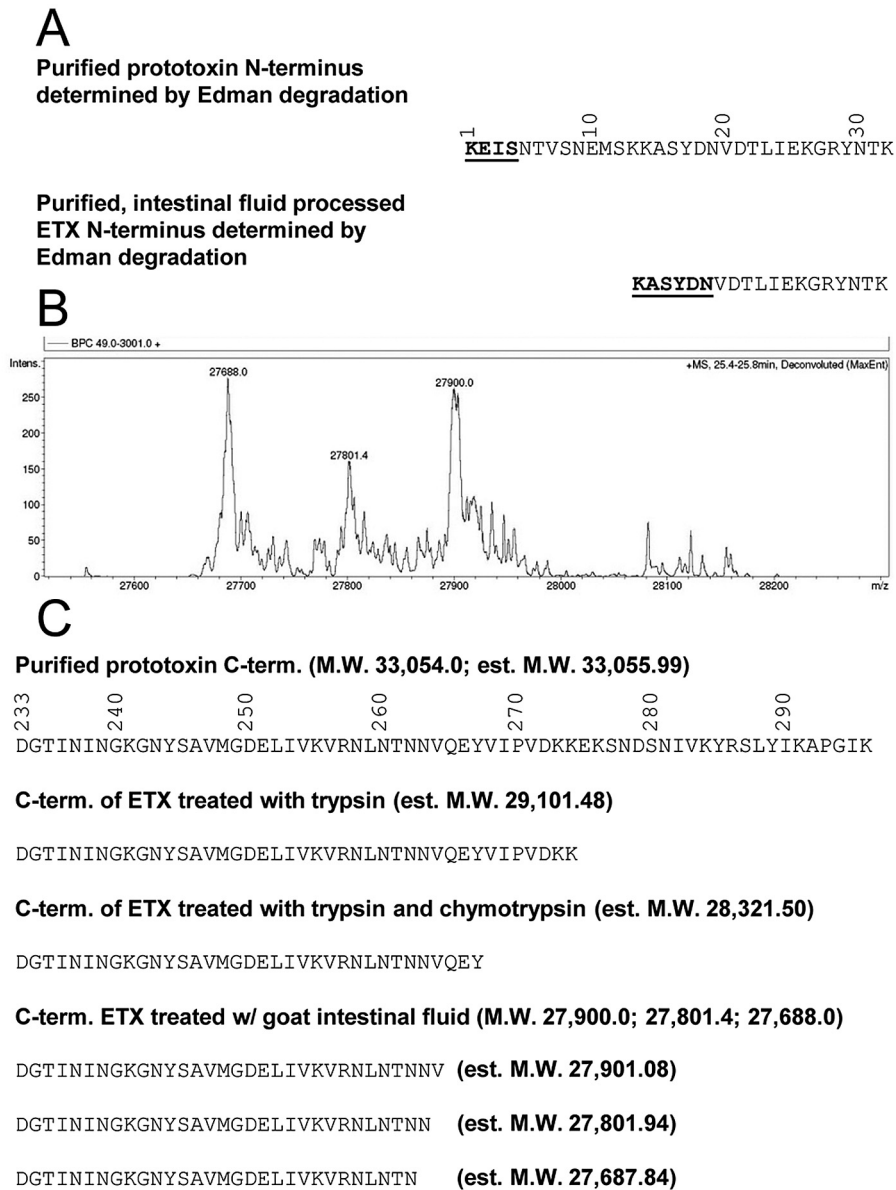 A
Purified prototoxin N-terminus
determined by Edman degradation
1 10 20 30
KEISNTVSNEMSKKASYDNVDTLIEKGRYNTK
Purified, intestinal fluid processed
ETX N-terminus determined by
Edman degradation
KASYDNVDTLIEKGRYNTK
B
BPC 49.0-3001.0 +
Intens.
+MS, 25.4-25.8min, Deconvoluted (MaxEnt)
27688.0
27900.0
27801.4
250
200
150
100
50
0
27600 27700 27800 27900 28000 28100 28200 m/z
C
Purified prototoxin C-term. (M.W. 33,054.0; est. M.W. 33,055.99)
233 240 250 260 270 280 290
DGTININGKGNYSAVMGDELIVKVRNLNTNNVQEYVIPVDKKEKSNDSNIVKYRSLYIKAPGIK
C-term. of ETX treated with trypsin (est. M.W. 29,101.48)
DGTININGKGNYSAVMGDELIVKVRNLNTNNVQEYVIPVDKK
C-term. of ETX treated with trypsin and chymotrypsin (est. M.W. 28,321.50)
DGTININGKGNYSAVMGDELIVKVRNLNTNNVQEY
C-term. ETX treated w/ goat intestinal fluid (M.W. 27,900.0; 27,801.4; 27,688.0)
DGTININGKGNYSAVMGDELIVKVRNLNTNNV (est. M.W. 27,901.08)
DGTININGKGNYSAVMGDELIVKVRNLNTNN (est. M.W. 27,801.94)
DGTININGKGNYSAVMGDELIVKVRNLNTN (est. M.W. 27,687.84)